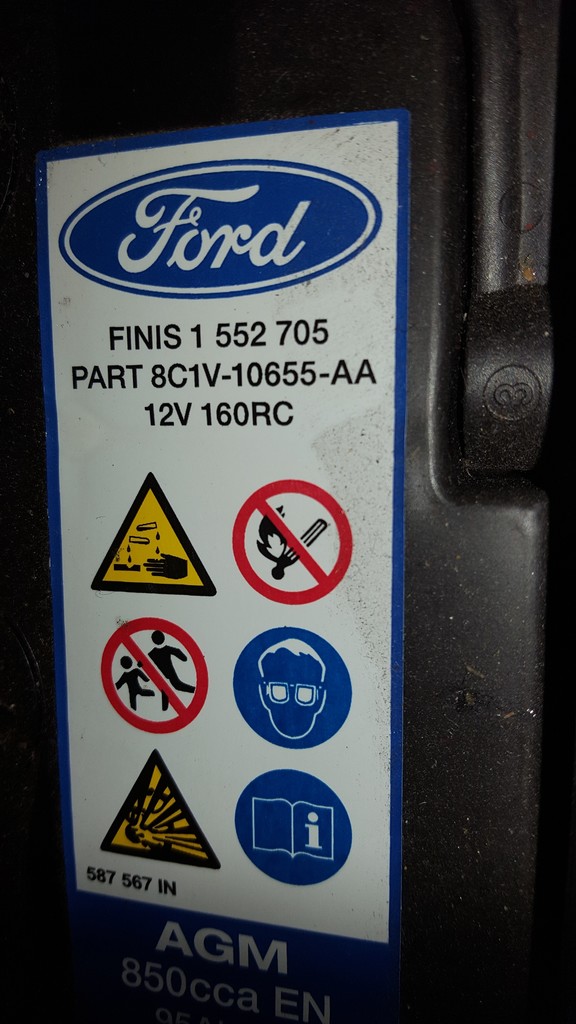 Ford
FINIS 1 552 705
PART 8C1V-10655-AA
12V 160RC
i
587 567 IN
AGM
850cca EN